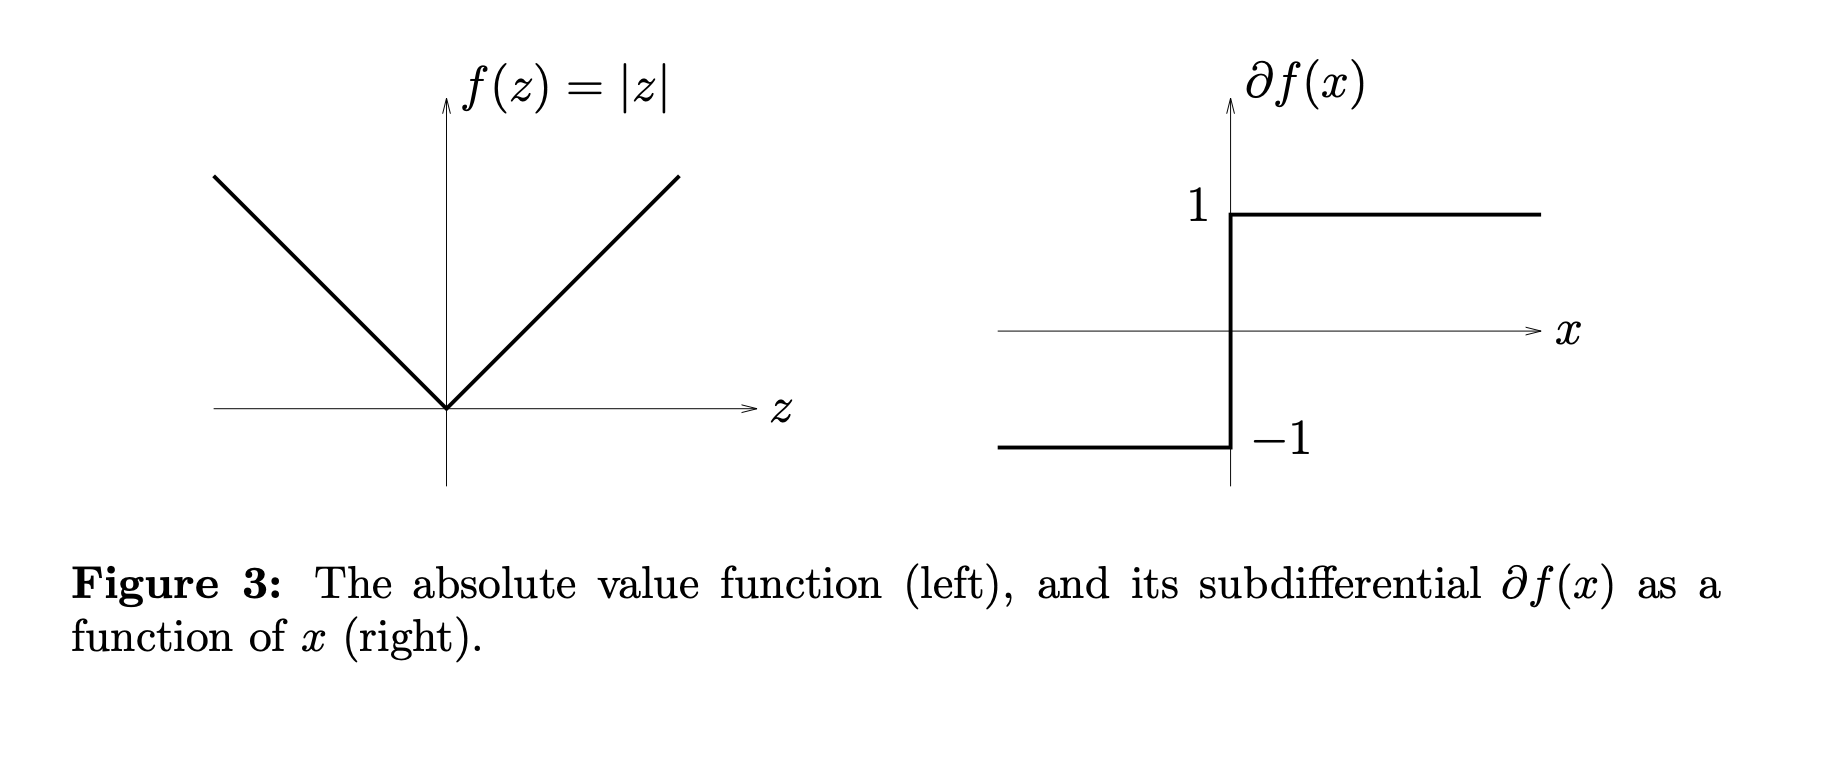 f(z) = |z|
z
∂f(x)
1
x
−1
Figure 3: The absolute value function (left), and its subdifferential ∂f(x) as a
function of x (right).